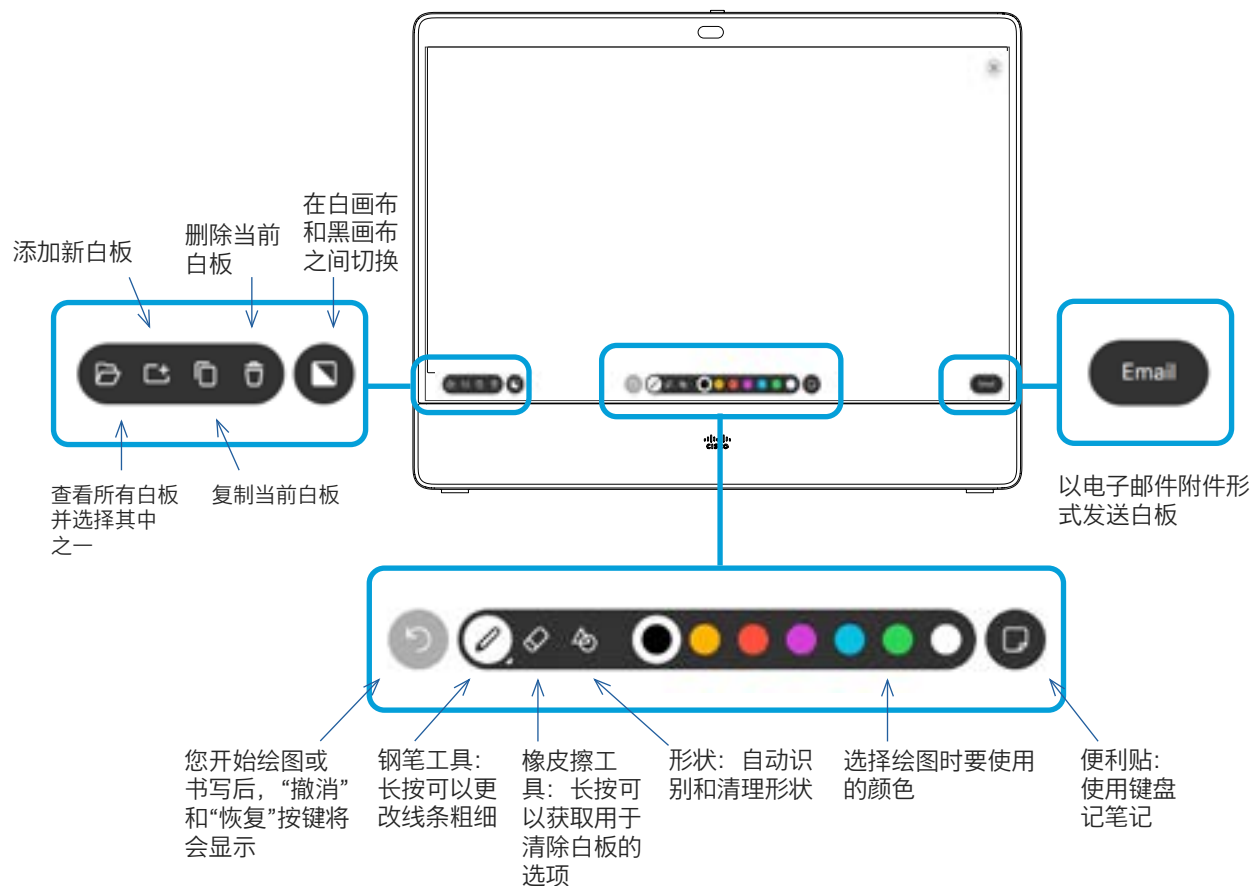 在白画布
和黑画布
之间切换
删除当前
白板
添加新白板
Email
Email
CISCO
查看所有白板
并选择其中
之一
复制当前白板
以电子邮件附件形
式发送白板
您开始绘图或
书写后，“撤消”
和“恢复”按键将
会显示
钢笔工具：
长按可以更
改线条粗细
橡皮擦工
具：长按可
以获取用于
清除白板的
选项
形状：自动识
别和清理形状
选择绘图时要使用
的颜色
便利贴：
使用键盘
记笔记